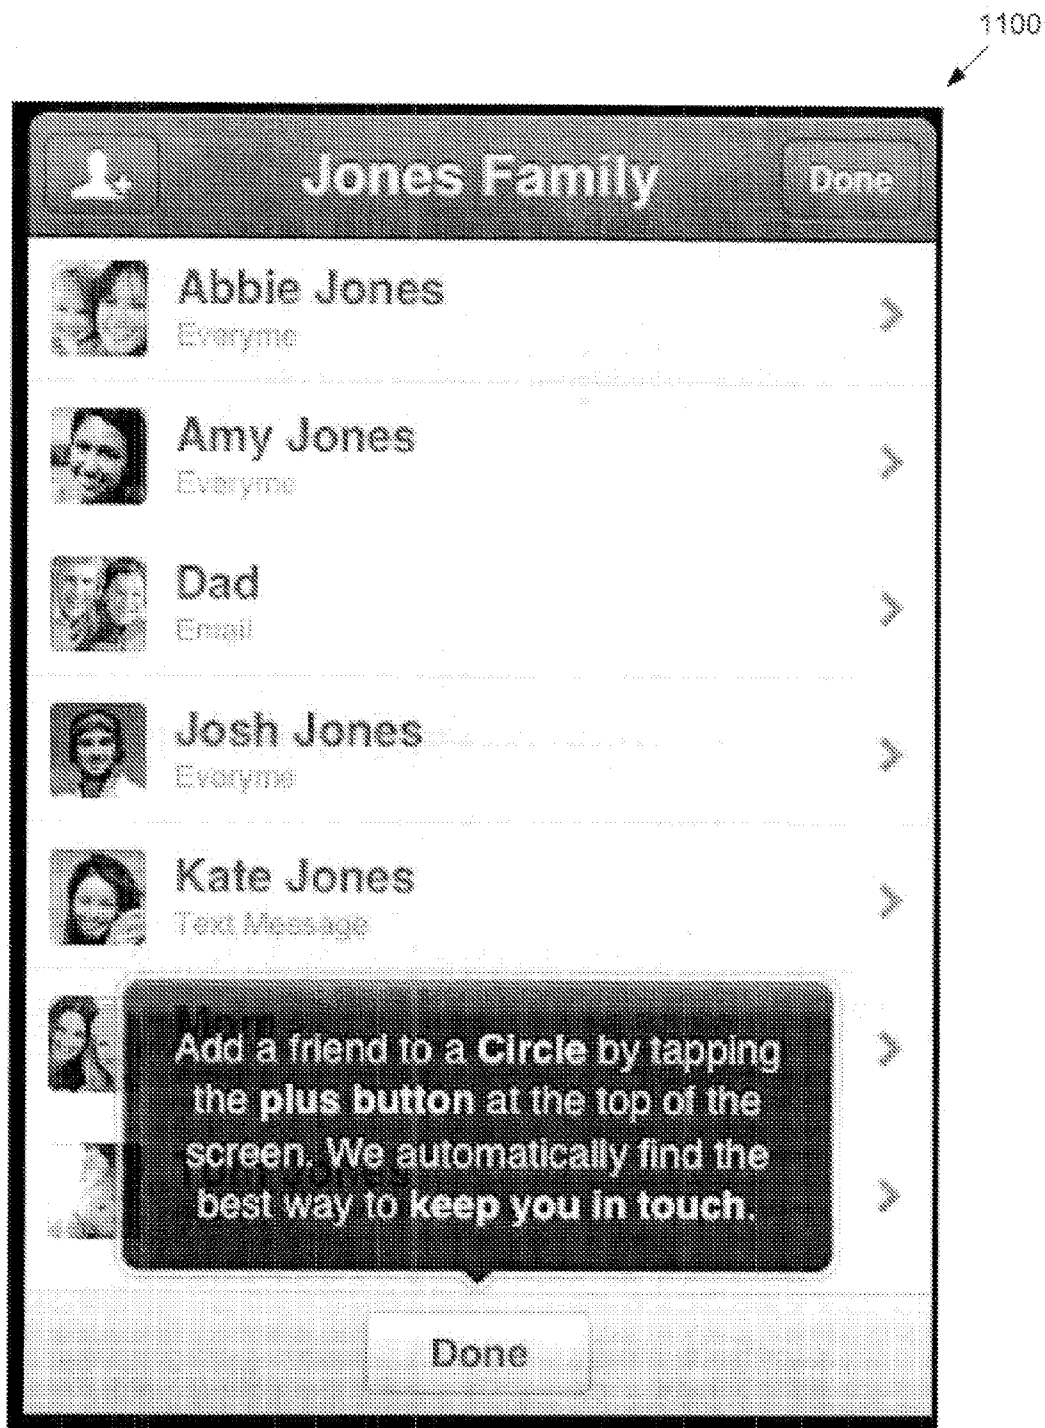 1100
Jones Family
Done
Abbie Jones
Everyme
Amy Jones
Everyme
Dad
Email
Josh Jones
Everyme
Kate Jones
Text Message
Mom
Add a friend to a Circle by tapping
the plus button at the top of the
screen. We automatically find the
best way to keep you in touch.
Jones
Done